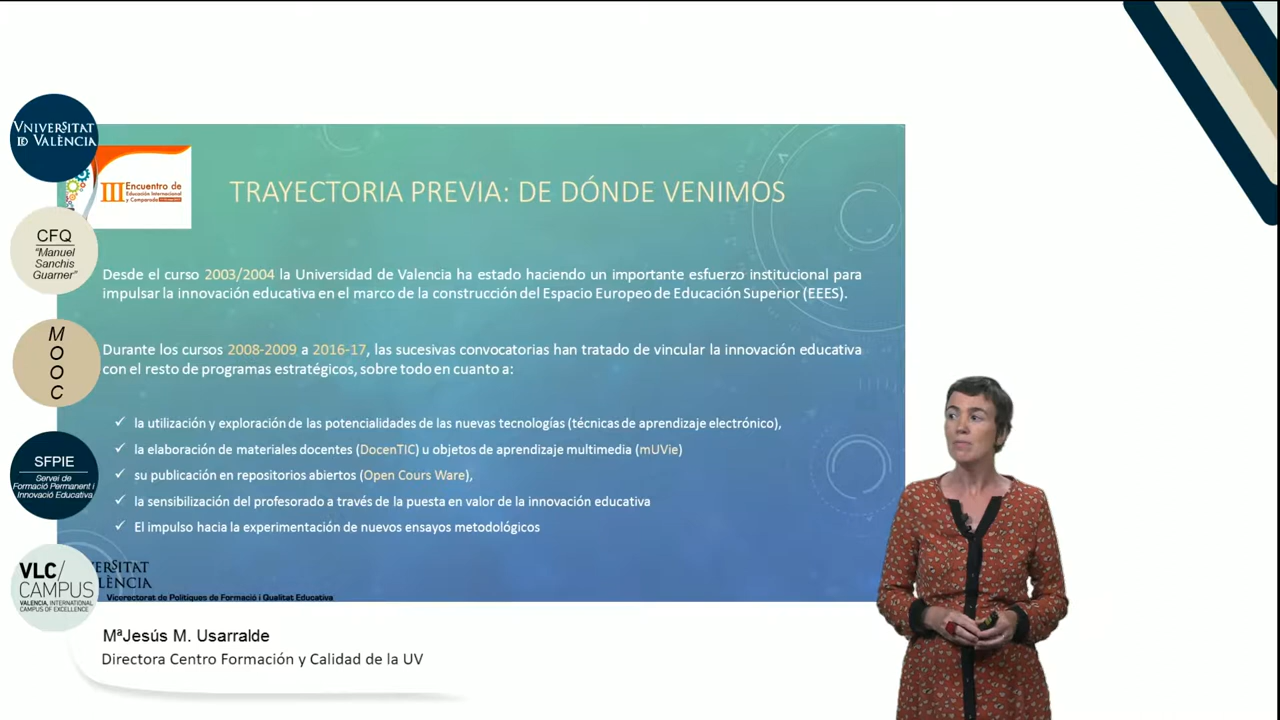 VNIVERSITAT
ID VALÈNCIA
CFQ
"Manuel
Sanchis
Guarner"
M
O
O
C
SFPIE
Servei de
Formació Permanent i
Innovació Educativa
VLC/
CAMPUS
VALENCIA, INTERNATIONAL
CAMPUS OF EXCELLENCE
III Encuentro de
Educación Internacional
y Comparada
TRAYECTORIA PREVIA: DE DÓNDE VENIMOS
Desde el curso 2003/2004 la Universidad de Valencia ha estado haciendo un importante esfuerzo institucional para
impulsar la innovación educativa en el marco de la construcción del Espacio Europeo de Educación Superior (EEES).
Durante los cursos 2008-2009 a 2016-17, las sucesivas convocatorias han tratado de vincular la innovación educativa
con el resto de programas estratégicos, sobre todo en cuanto a:
✓ la utilización y exploración de las potencialidades de las nuevas tecnologías (técnicas de aprendizaje electrónico),
✓ la elaboración de materiales docentes (DocenTIC) u objetos de aprendizaje multimedia (mUVie)
✓ su publicación en repositorios abiertos (Open Cours Ware),
✓ la sensibilización del profesorado a través de la puesta en valor de la innovación educativa
✓ El impulso hacia la experimentación de nuevos ensayos metodológicos
ERSITAT
LÈNCIA
Vicerectorat de Polítiques de Formació i Qualitat Educativa
MªJesús M. Usarralde
Directora Centro Formación y Calidad de la UV